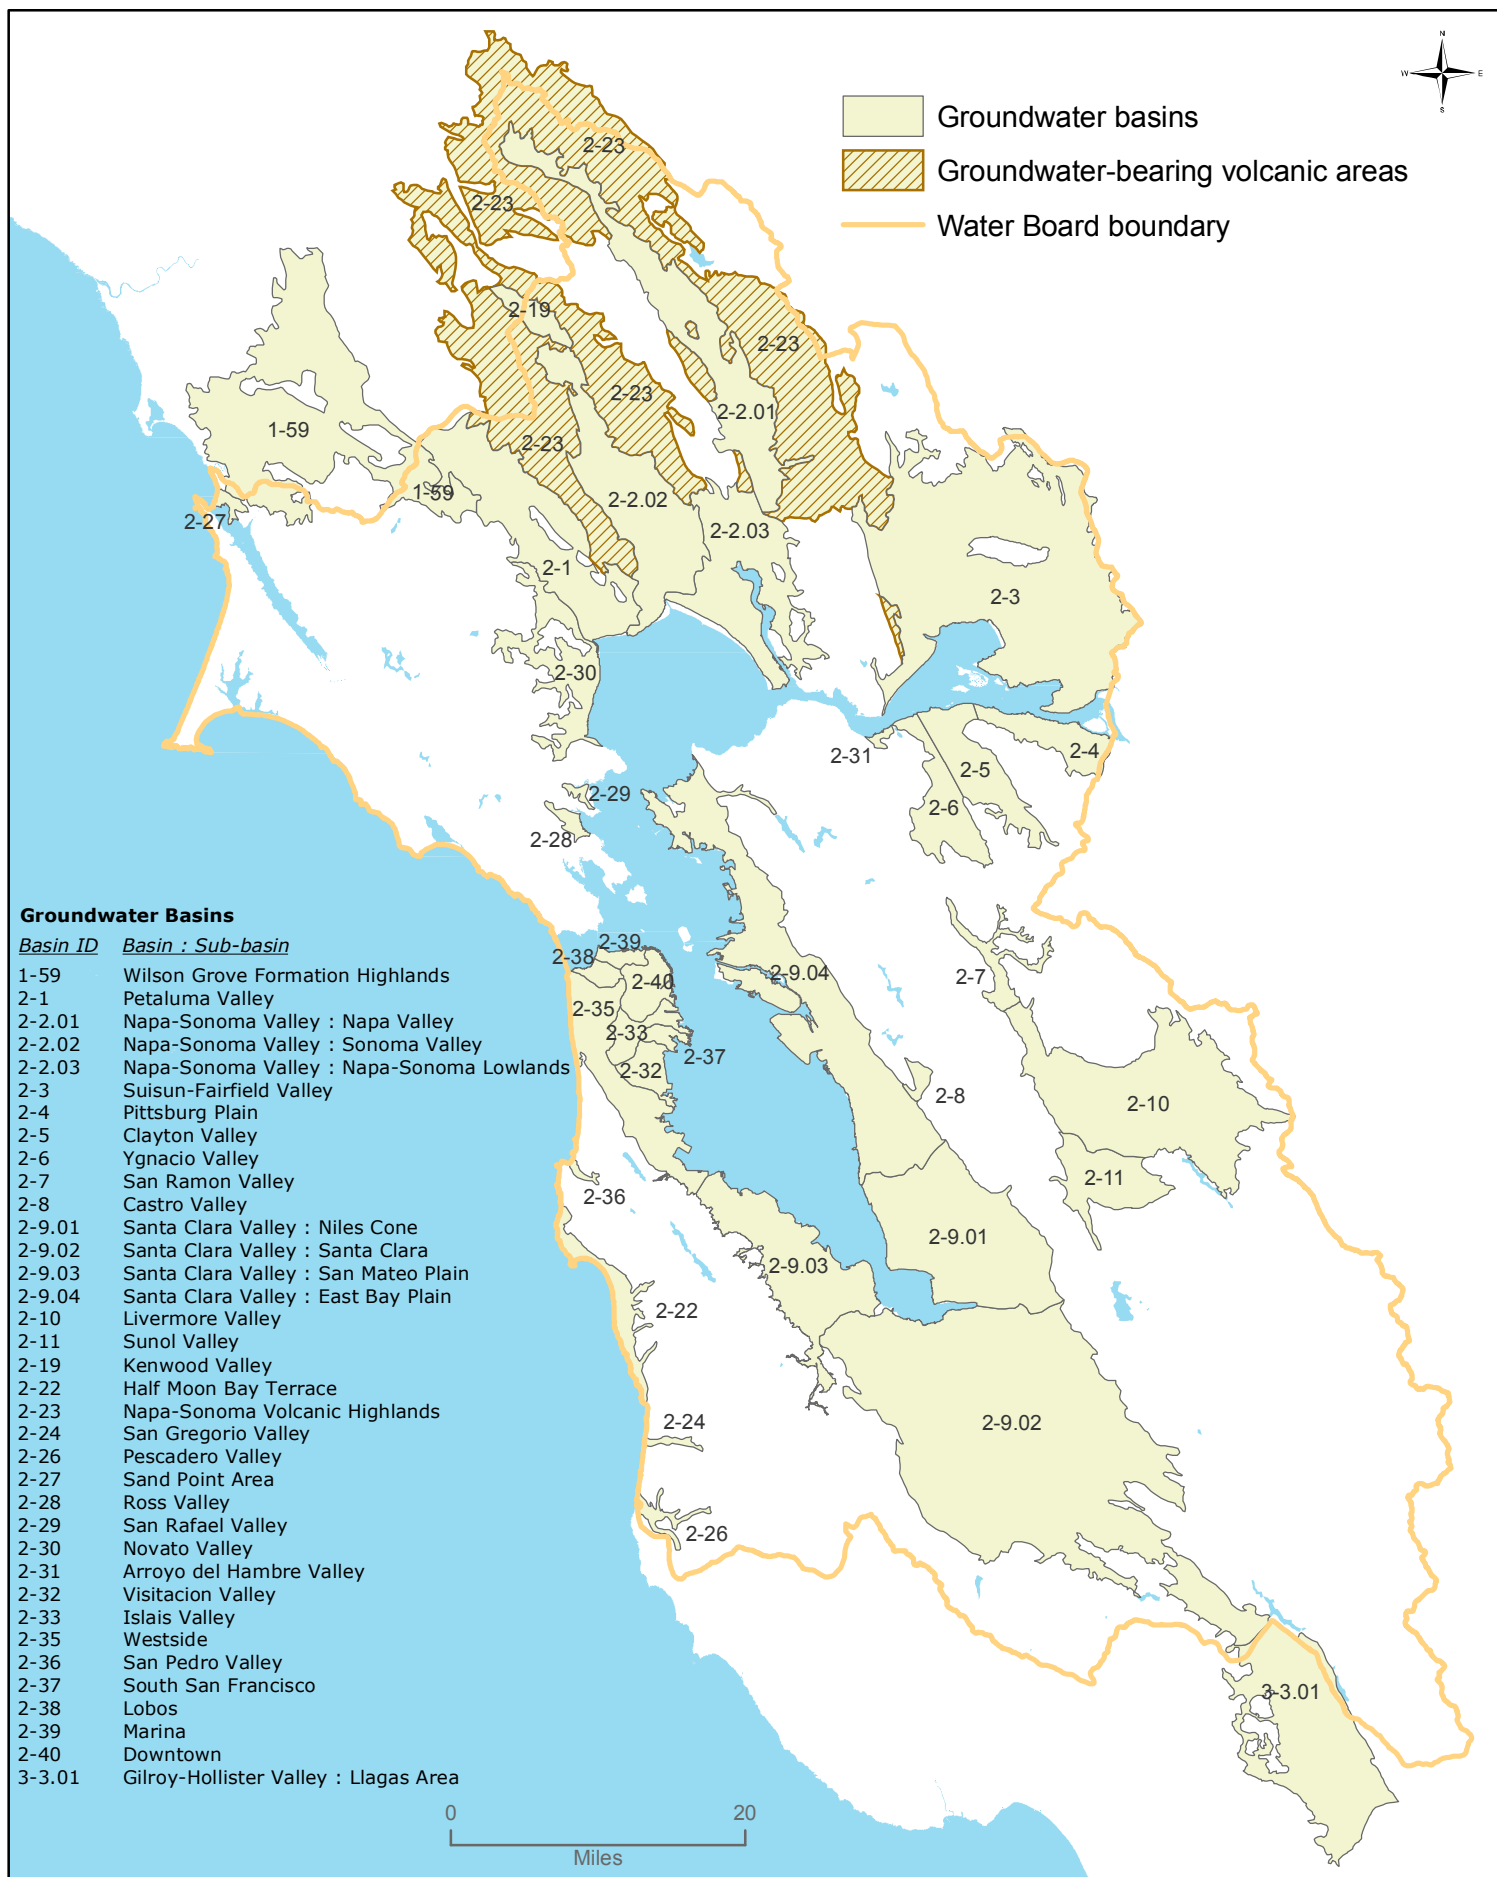 N
W E
S
Groundwater basins
Groundwater-bearing volcanic areas
Water Board boundary
2-23
2-23
2-19
2-23
2-23
2-2.01
1-59
2-23
1-59
2-2.02
2-27
2-2.03
2-1
2-3
2-30
2-31
2-4
2-5
2-29
2-6
2-28
2-39
2-38
2-9.04
2-7
2-40
2-35
2-33
2-37
2-32
2-8
2-10
2-11
2-36
2-9.01
2-9.03
2-22
2-24
2-9.02
2-26
3-3.01
Groundwater Basins
Basin ID Basin : Sub-basin
1-59 Wilson Grove Formation Highlands
2-1 Petaluma Valley
2-2.01 Napa-Sonoma Valley : Napa Valley
2-2.02 Napa-Sonoma Valley : Sonoma Valley
2-2.03 Napa-Sonoma Valley : Napa-Sonoma Lowlands
2-3 Suisun-Fairfield Valley
2-4 Pittsburg Plain
2-5 Clayton Valley
2-6 Ygnacio Valley
2-7 San Ramon Valley
2-8 Castro Valley
2-9.01 Santa Clara Valley : Niles Cone
2-9.02 Santa Clara Valley : Santa Clara
2-9.03 Santa Clara Valley : San Mateo Plain
2-9.04 Santa Clara Valley : East Bay Plain
2-10 Livermore Valley
2-11 Sunol Valley
2-19 Kenwood Valley
2-22 Half Moon Bay Terrace
2-23 Napa-Sonoma Volcanic Highlands
2-24 San Gregorio Valley
2-26 Pescadero Valley
2-27 Sand Point Area
2-28 Ross Valley
2-29 San Rafael Valley
2-30 Novato Valley
2-31 Arroyo del Hambre Valley
2-32 Visitacion Valley
2-33 Islais Valley
2-35 Westside
2-36 San Pedro Valley
2-37 South San Francisco
2-38 Lobos
2-39 Marina
2-40 Downtown
3-3.01 Gilroy-Hollister Valley : Llagas Area
0 20
Miles